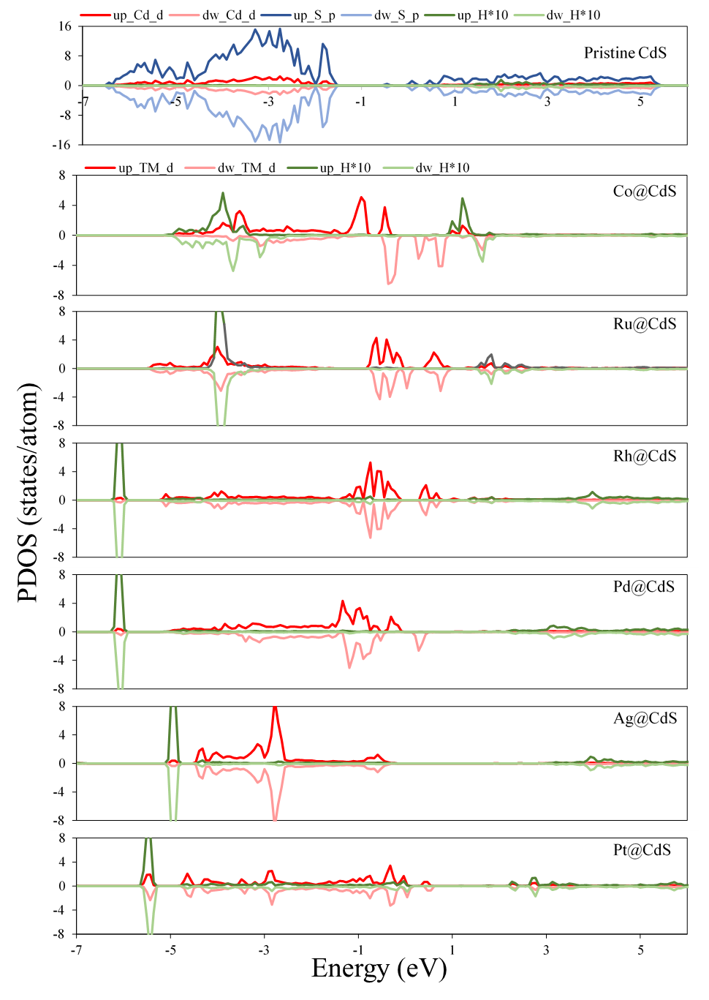 up_Cd_d dw_Cd_d up_S_p dw_S_p up_H*10 dw_H*10
16
Pristine CdS
8
0
-7 -5 -3 -1 1 3 5
-8
-16
up_TM_d dw_TM_d up_H*10 dw_H*10
8
Co@CdS
4
0
-4
-8
8
Ru@CdS
4
0
-4
-8
8
Rh@CdS
4
0
-4
-8
8
Pd@CdS
4
0
-4
-8
8
Ag@CdS
4
0
-4
-8
8
Pt@CdS
4
0
-4
-8
-7 -5 -3 -1 1 3 5
PDOS (states/atom)
Energy (eV)